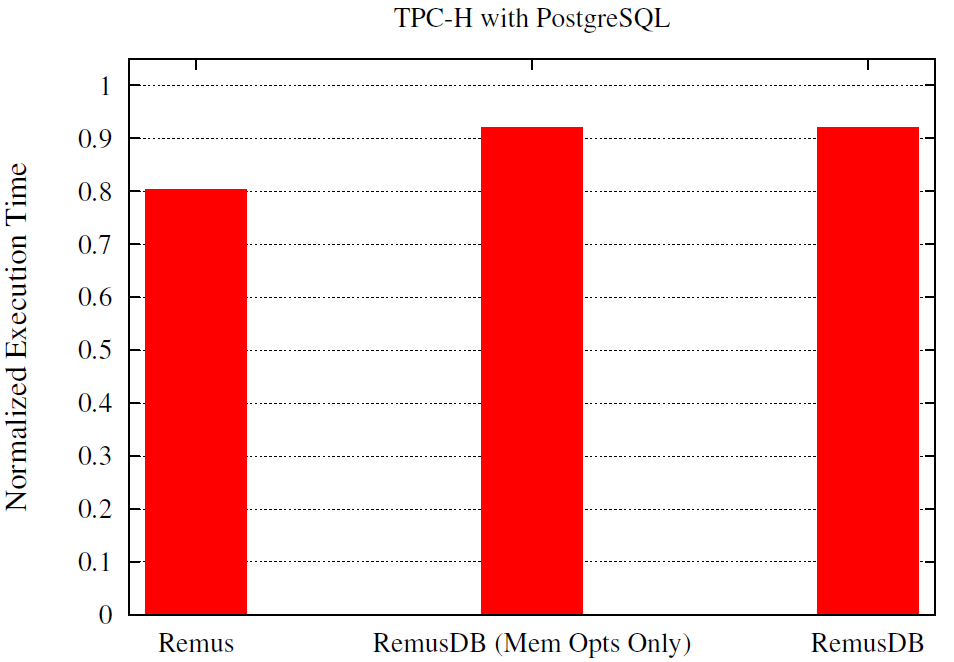 TPC-H with PostgreSQL
Normalized Execution Time
1
0.9
0.8
0.7
0.6
0.5
0.4
0.3
0.2
0.1
0
Remus
RemusDB (Mem Opts Only)
RemusDB